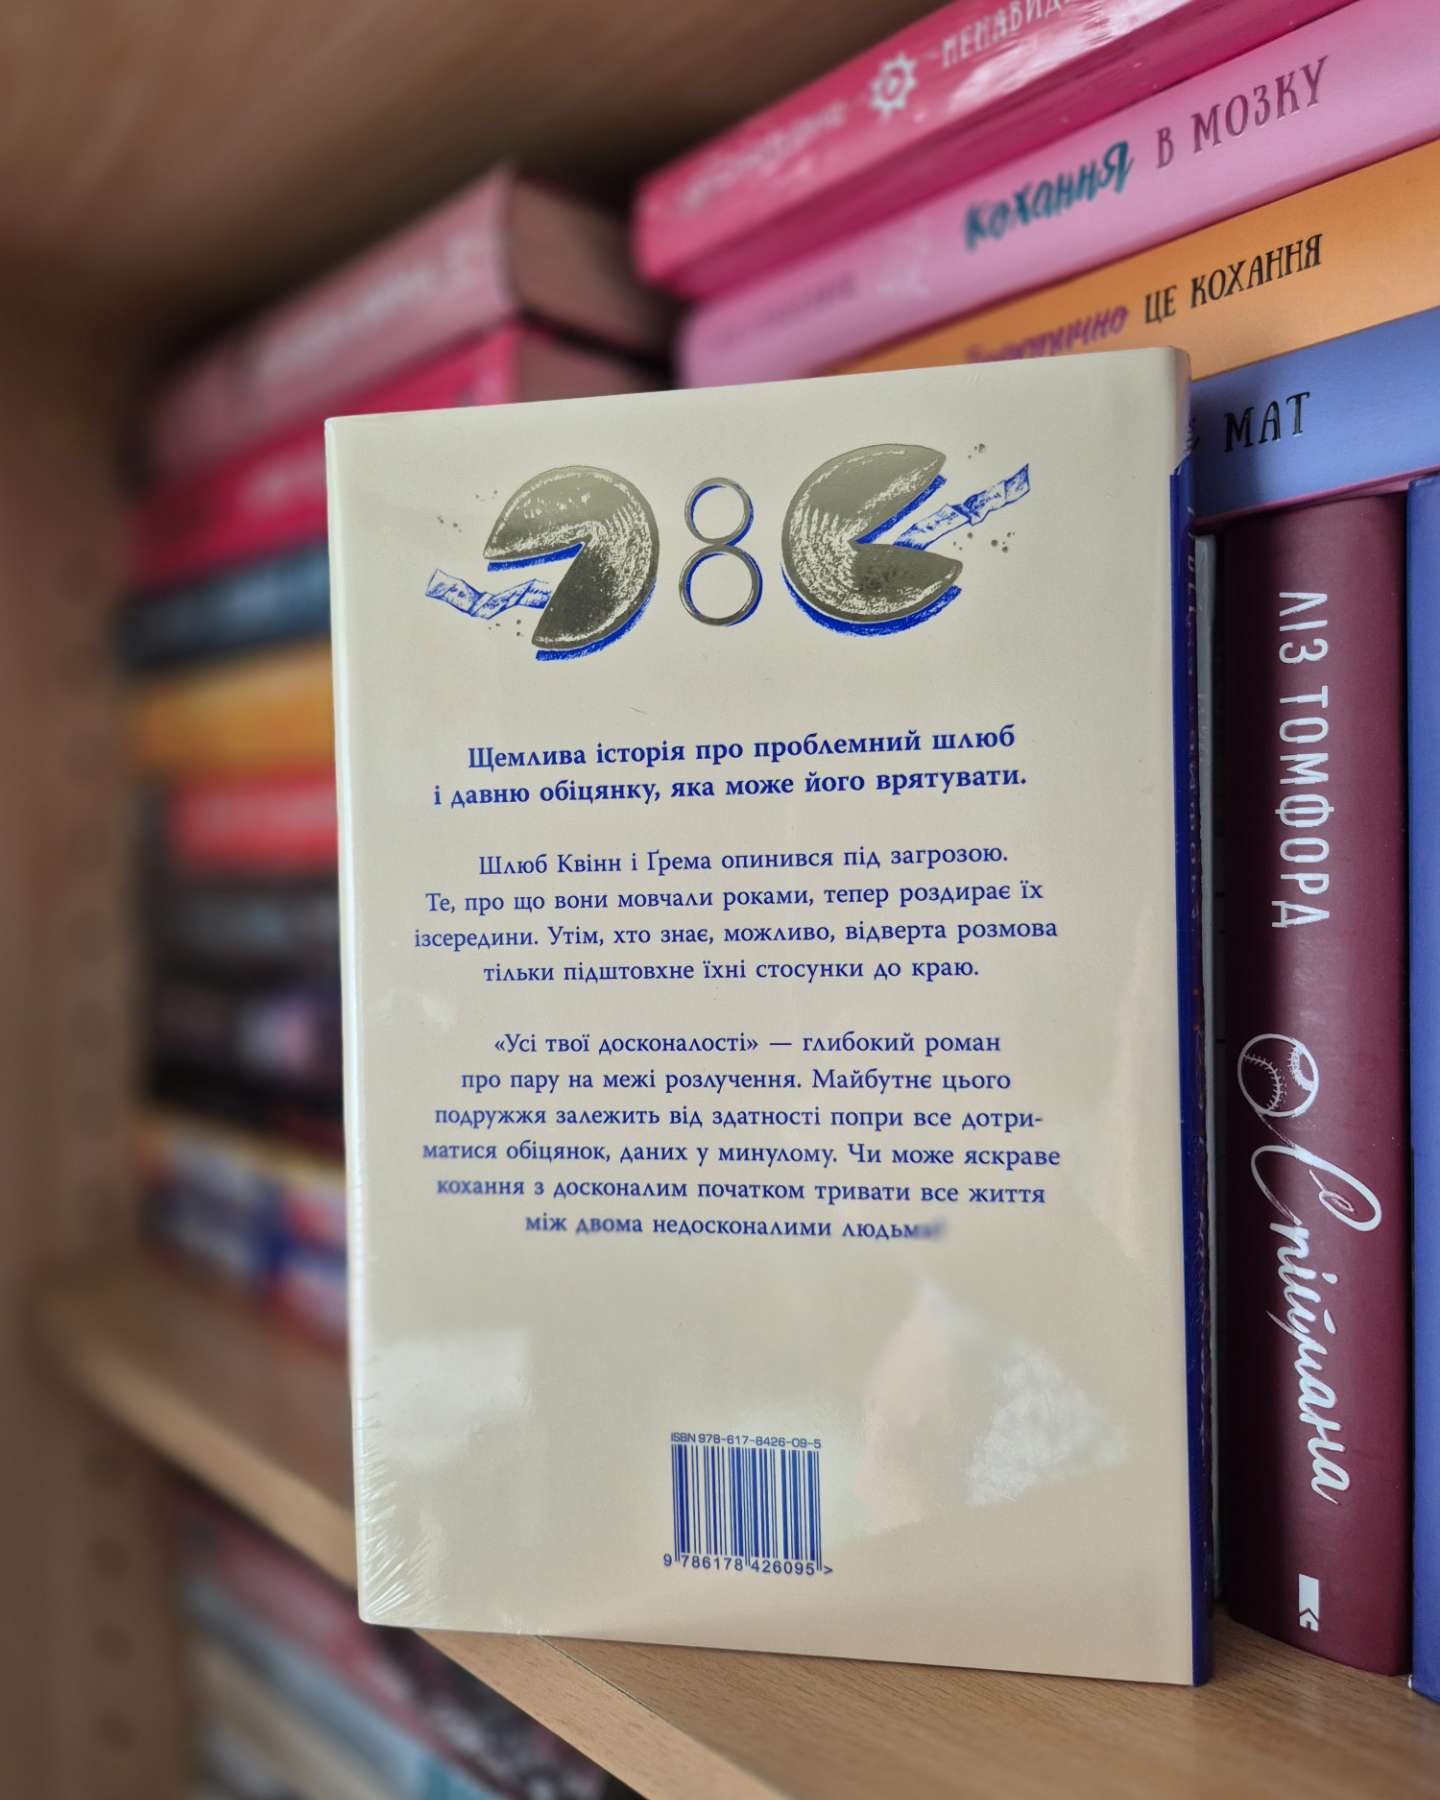 НЕНАВИД
КОХАННЯ В МОЗКУ
ЦЕ КОХАННЯ
МАТ
Щемлива історія про проблемний шлюб
і давню обіцянку, яка може його врятувати.
Шлюб Квінн і Ґрема опинився під загрозою.
Те, про що вони мовчали роками, тепер роздирає їх
ізсередини. Утім, хто знає, можливо, відверта розмова
тільки підштовхне їхні стосунки до краю.
«Усі твої досконалості» — глибокий роман
про пару на межі розлучення. Майбутнє цього
подружжя залежить від здатності попри все дотри-
матися обіцянок, даних у минулому. Чи може яскраве
кохання з досконалим початком тривати все життя
між двома недосконалими людьми?
ISBN 978-617-8426-09-5
9 786178 426095 >
ЛІЗ ТОМФОРД
Спіймана